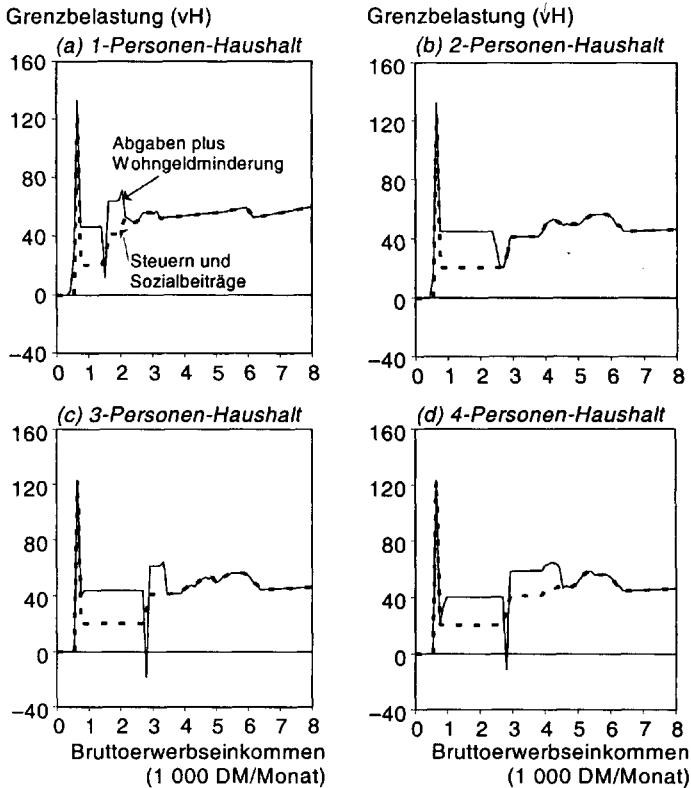 Grenzbelastung (vH)
Grenzbelastung (vH)
(a) 1-Personen-Haushalt
(b) 2-Personen-Haushalt
160
120
80
40
0
−40
0 1 2 3 4 5 6 7 8
Abgaben plus
Wohngeldminderung
Steuern und
Sozialbeiträge
160
120
80
40
0
−40
0 1 2 3 4 5 6 7 8
(c) 3-Personen-Haushalt
(d) 4-Personen-Haushalt
160
120
80
40
0
−40
0 1 2 3 4 5 6 7 8
160
120
80
40
0
−40
0 1 2 3 4 5 6 7 8
Bruttoerwerbseinkommen
(1 000 DM/Monat)
Bruttoerwerbseinkommen
(1 000 DM/Monat)